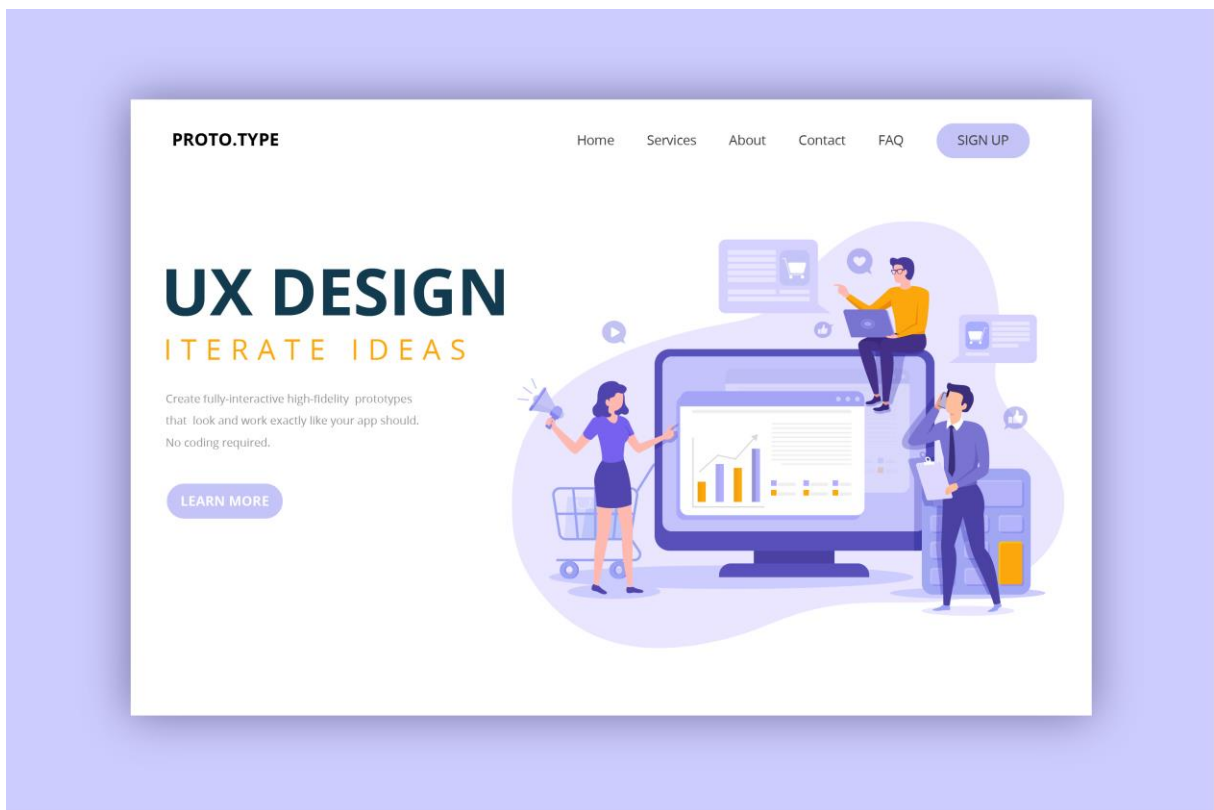 PROTO.TYPE
Home Services About Contact FAQ SIGN UP
UX DESIGN
ITERATE IDEAS
Create fully-interactive high-fidelity prototypes
that look and work exactly like your app should.
No coding required.
LEARN MORE